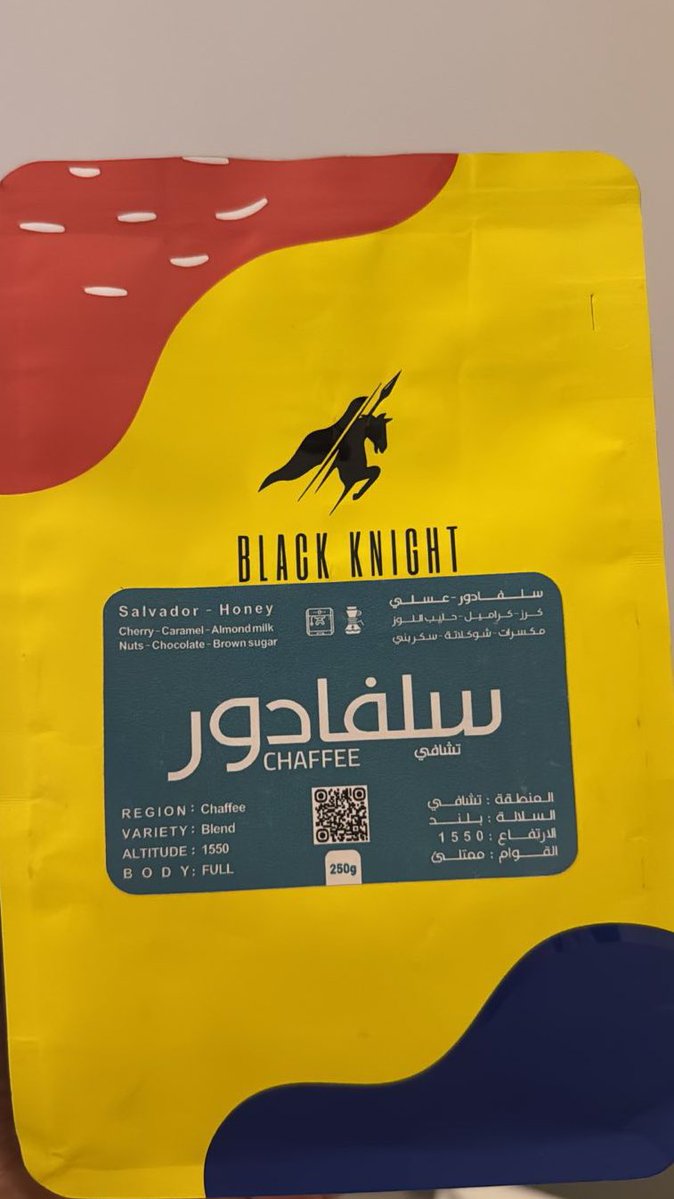 BLACK KNIGHT
Salvador - Honey
Cherry - Caramel - Almond milk
Nuts - Chocolate - Brown sugar
سلفادور - عسلي
كرز - كراميل - حليب اللوز
مكسرات - شوكلاتة - سكر بني
سلفادور
CHAFFEE
تشافي
REGION : Chaffee
VARIETY : Blend
ALTITUDE : 1550
BODY : FULL
250g
المنطقة : تشافي
السلالة : بلند
الارتفاع : 1550
القوام : ممتلئ